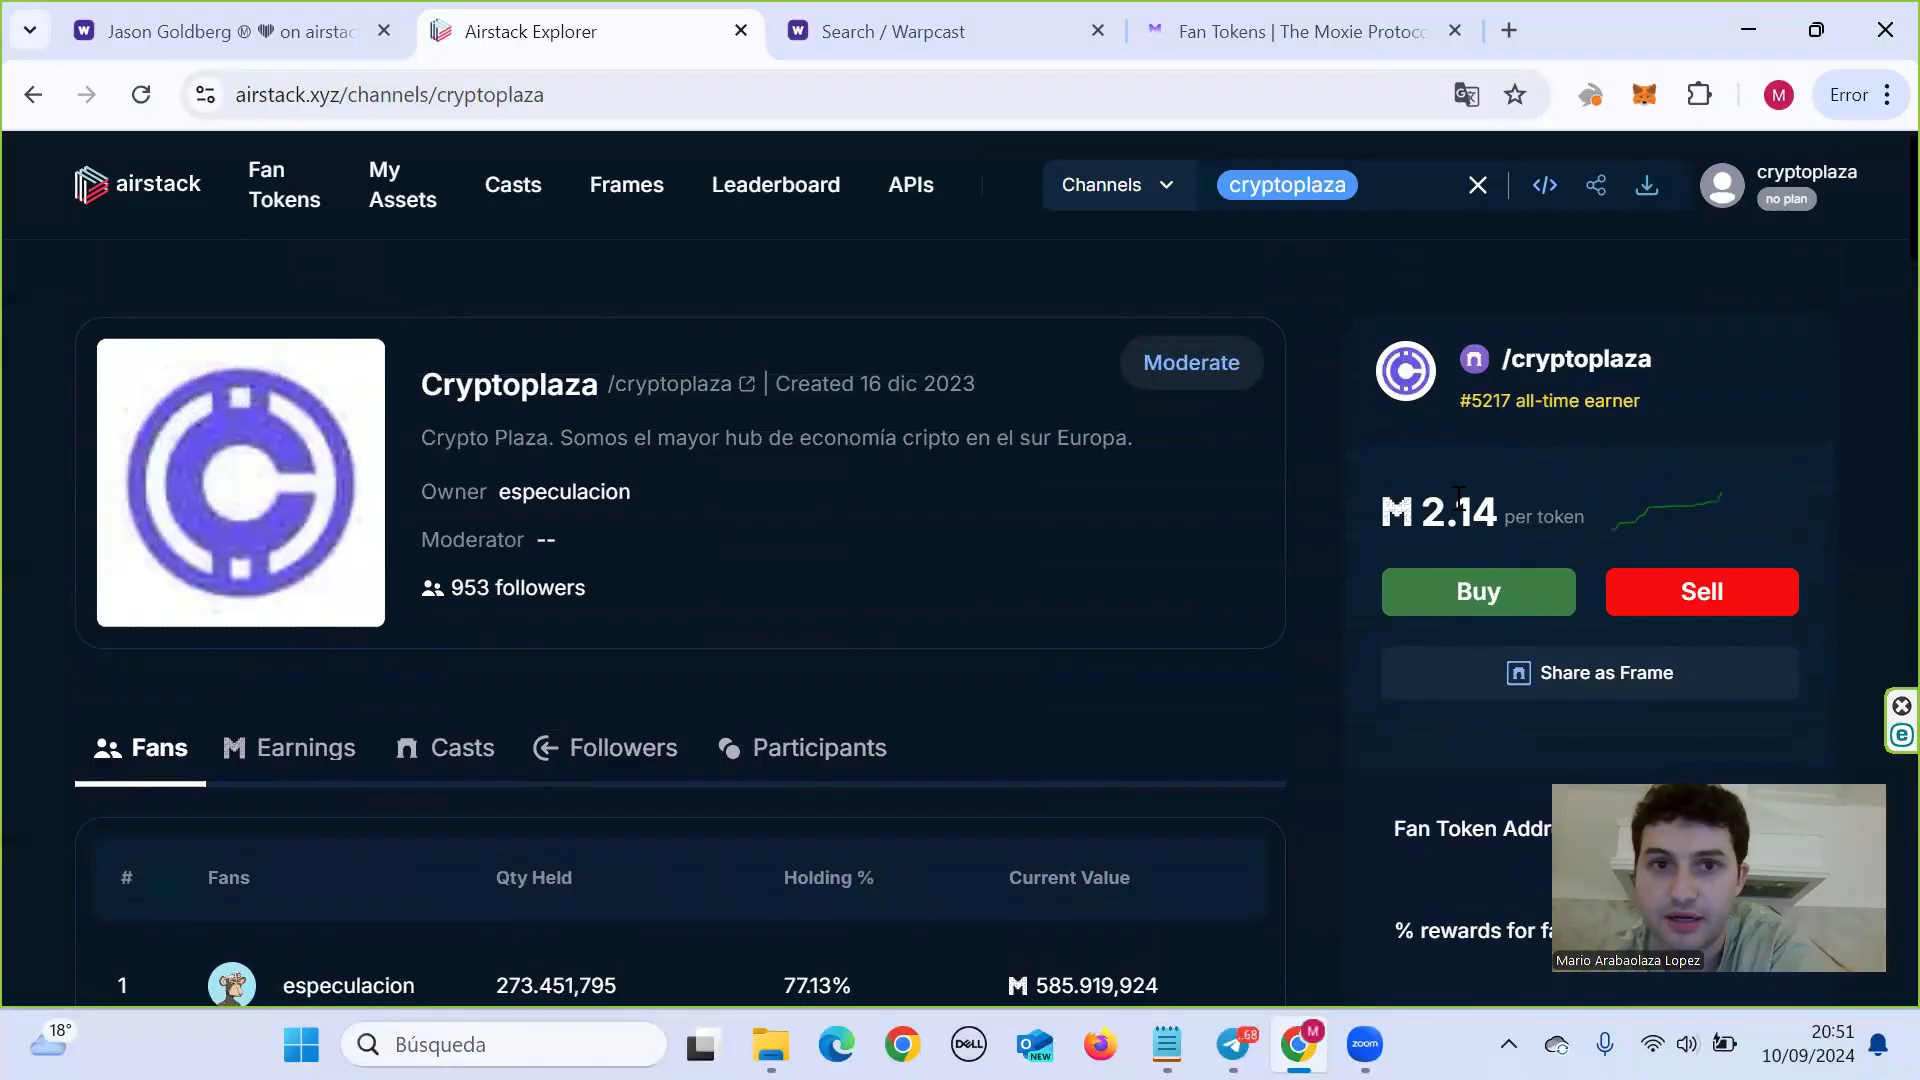 Jason Goldberg Ⓜ on airstac
Airstack Explorer
Search / Warpcast
Fan Tokens | The Moxie Protoco
airstack.xyz/channels/cryptoplaza
M
Error
airstack
Fan Tokens
My Assets
Casts
Frames
Leaderboard
APIs
Channels
cryptoplaza
cryptoplaza
no plan
Cryptoplaza /cryptoplaza | Created 16 dic 2023
Moderate
Crypto Plaza. Somos el mayor hub de economía cripto en el sur Europa.
Owner especulacion
Moderator --
953 followers
/cryptoplaza
#5217 all-time earner
M 2.14 per token
Buy
Sell
Share as Frame
Fans
Earnings
Casts
Followers
Participants
# Fans Qty Held Holding % Current Value
1 especulacion 273.451,795 77.13% M 585.919,924
Fan Token Addr
% rewards for fa
Mario Arabaolaza Lopez
18°
Búsqueda
DELL
NEW
68
M
zoom
20:51
10/09/2024